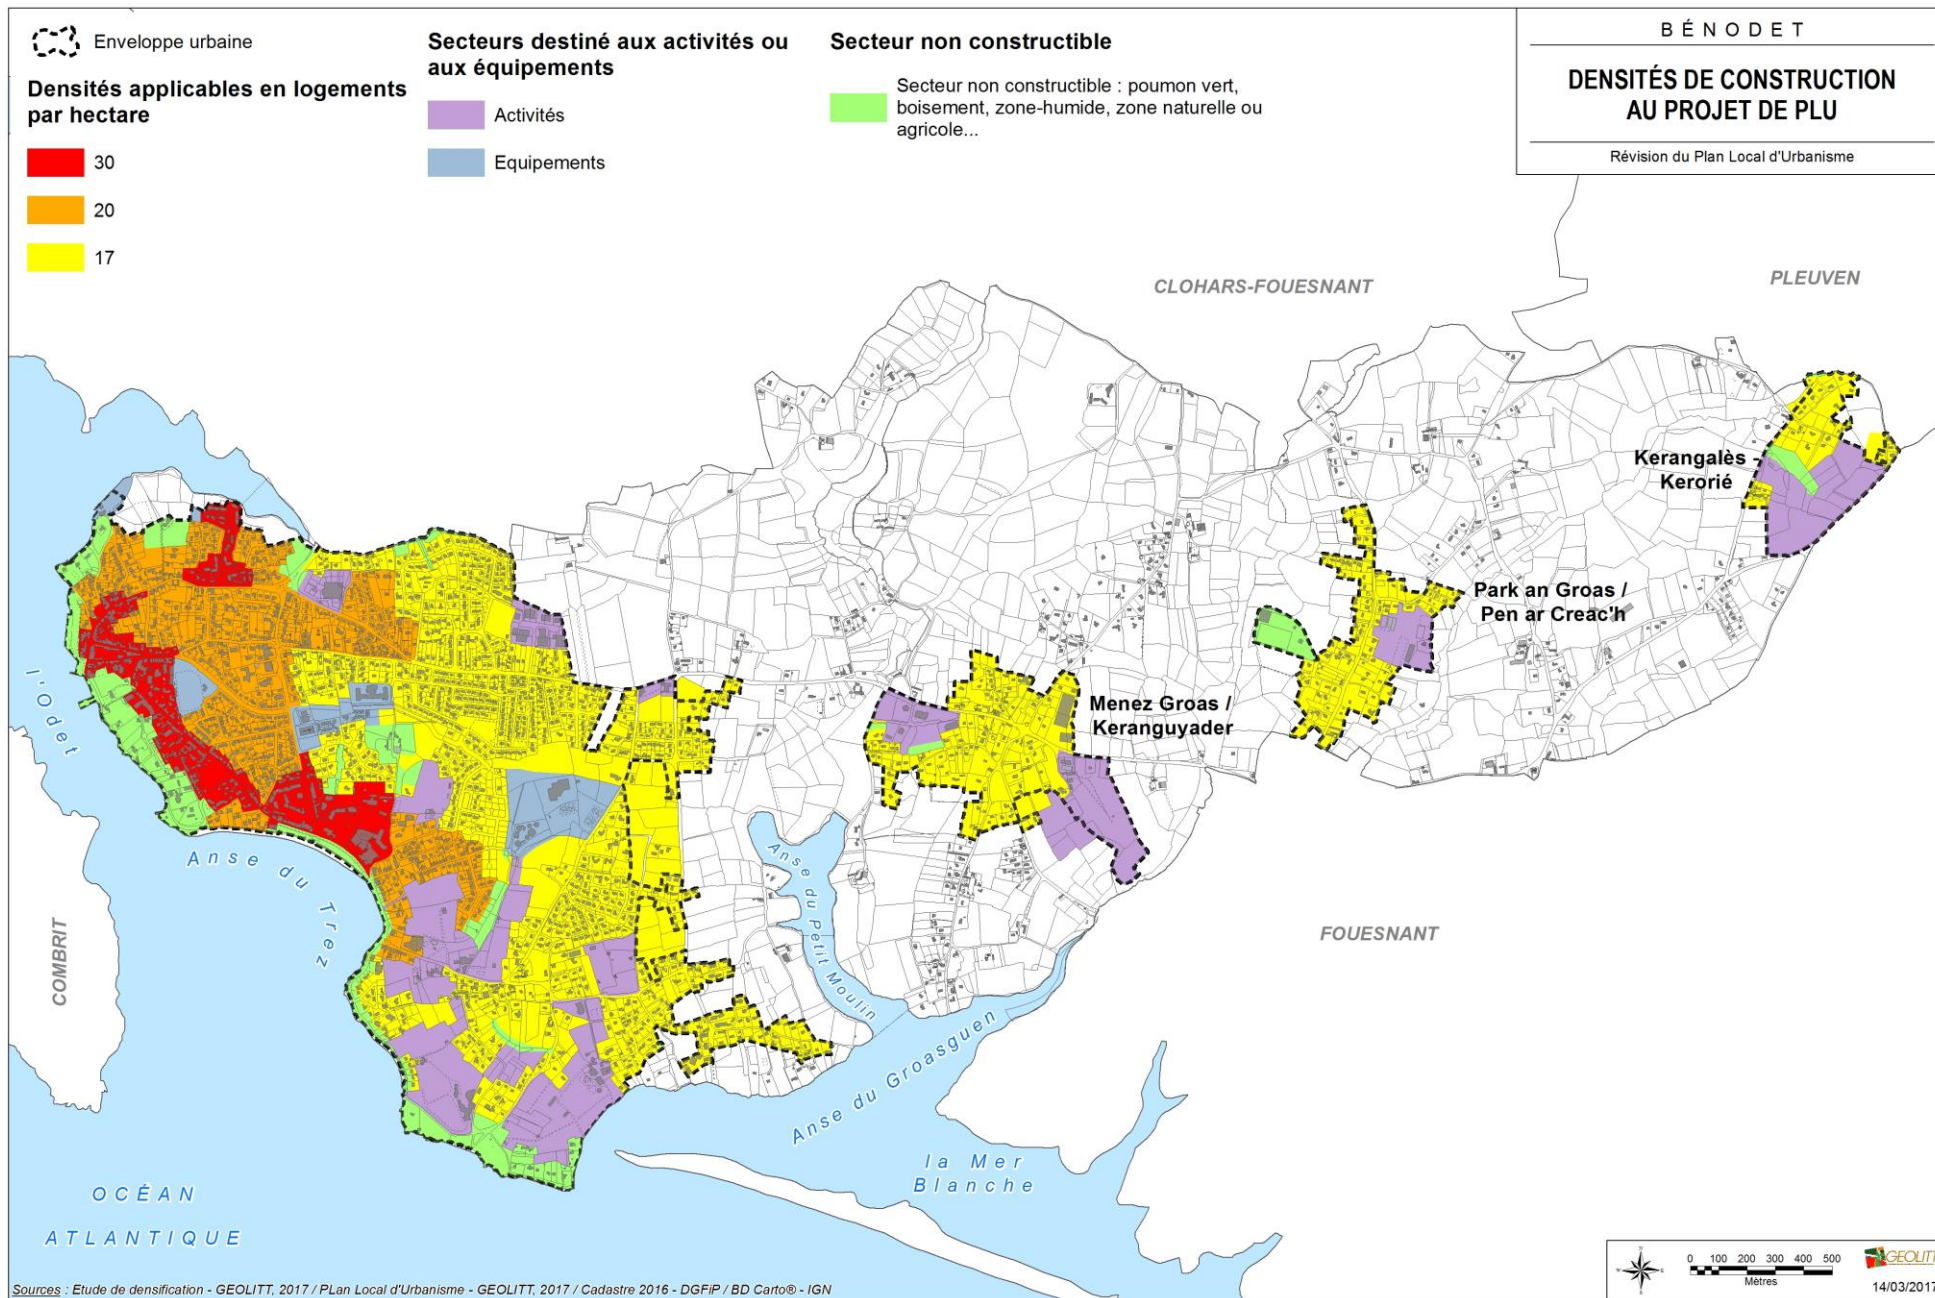 Enveloppe urbaine
Densités applicables en logements
par hectare
30
20
17
Secteurs destiné aux activités ou
aux équipements
Activités
Equipements
Secteur non constructible
Secteur non constructible : poumon vert,
boisement, zone-humide, zone naturelle ou
agricole...
BÉNODET
DENSITÉS DE CONSTRUCTION
AU PROJET DE PLU
Révision du Plan Local d'Urbanisme
CLOHARS-FOUESNANT
PLEUVEN
Kerangalès -
Kerorié
Park an Groas /
Pen ar Creac'h
Menez Groas /
Keranguyader
l'Odet
Anse du Trez
Anse du Petit Moulin
COMBRIT
FOUESNANT
Anse du Groasguen
la Mer
Blanche
OCÉAN
ATLANTIQUE
0 100 200 300 400 500
Mètres
GEOLITT
14/03/2017
Sources : Etude de densification - GEOLITT, 2017 / PLan Local d'Urbanisme - GEOLITT, 2017 / Cadastre 2016 - DGFiP / BD Carto® - IGN